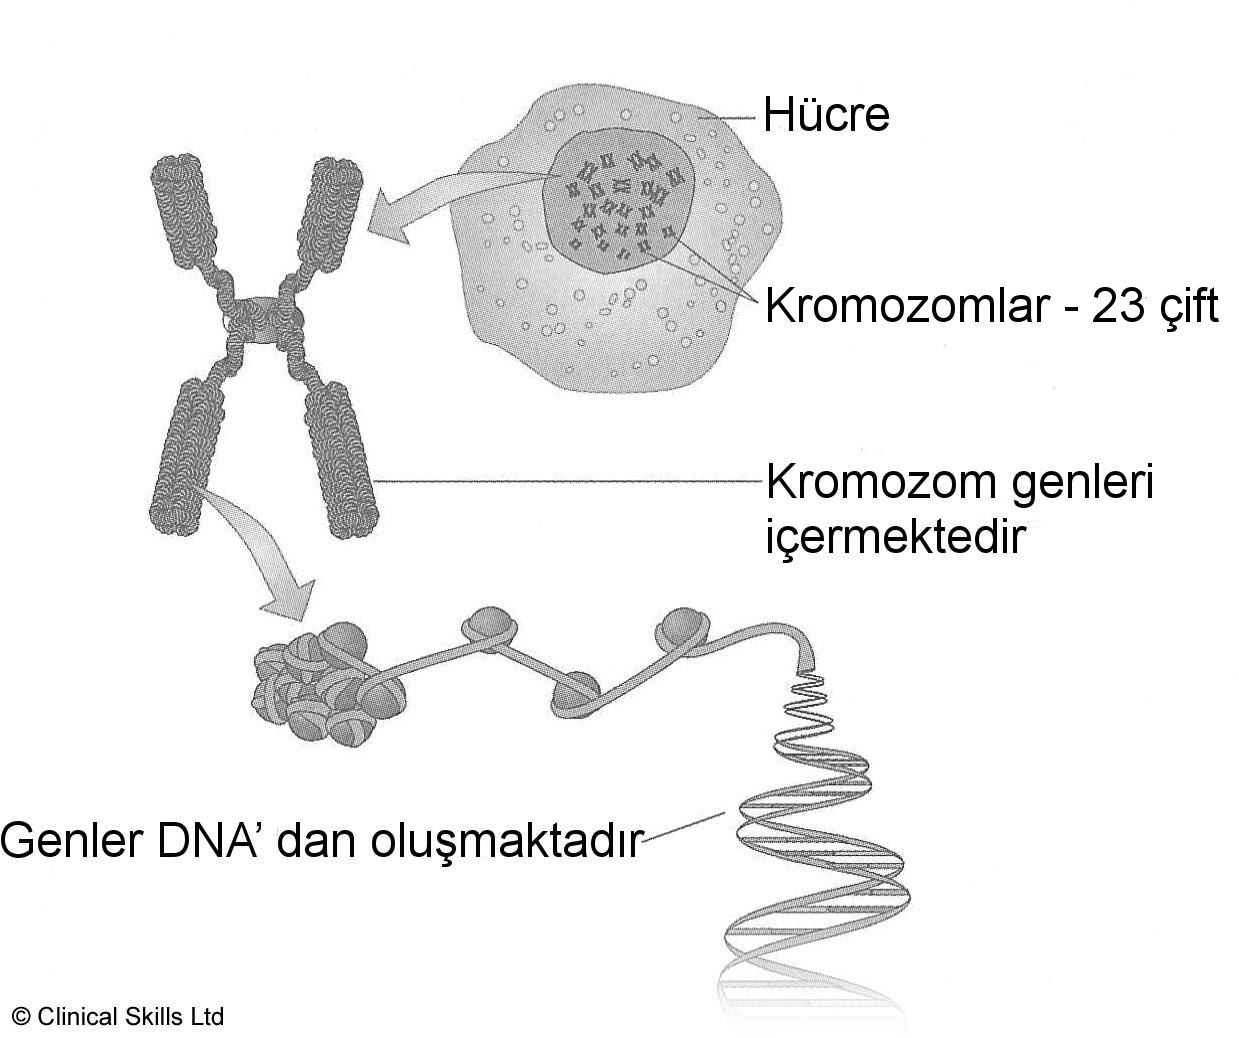 Hücre
Kromozomlar - 23 çift
Kromozom genleri
içermektedir
Genler DNA’ dan oluşmaktadır
© Clinical Skills Ltd